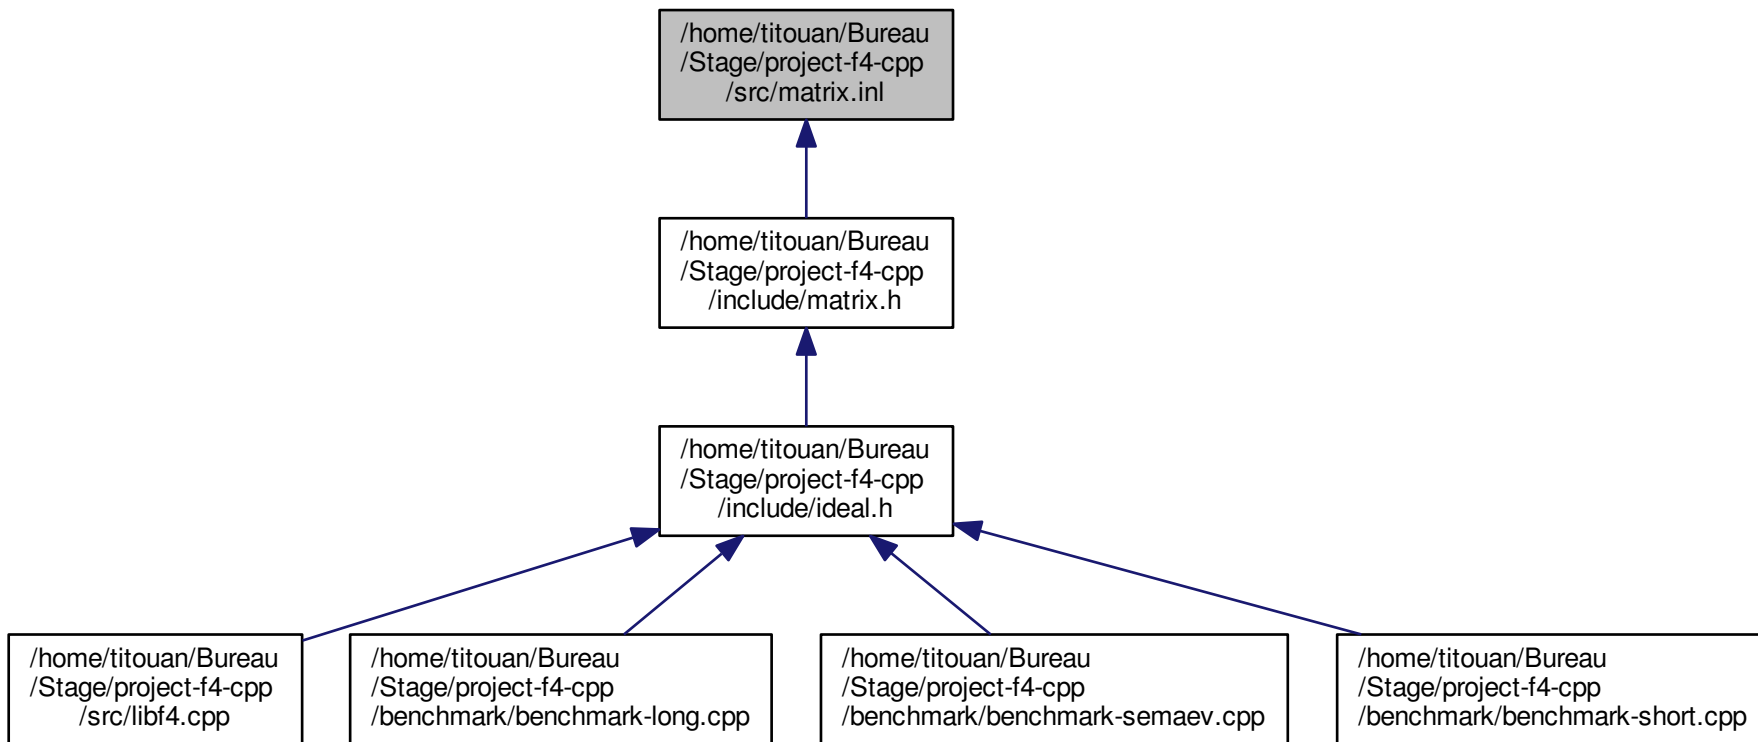 /home/titouan/Bureau
/Stage/project-f4-cpp
/src/matrix.inl
/home/titouan/Bureau
/Stage/project-f4-cpp
/include/matrix.h
/home/titouan/Bureau
/Stage/project-f4-cpp
/include/ideal.h
/home/titouan/Bureau
/Stage/project-f4-cpp
/src/libf4.cpp
/home/titouan/Bureau
/Stage/project-f4-cpp
/benchmark/benchmark-long.cpp
/home/titouan/Bureau
/Stage/project-f4-cpp
/benchmark/benchmark-semaev.cpp
/home/titouan/Bureau
/Stage/project-f4-cpp
/benchmark/benchmark-short.cpp